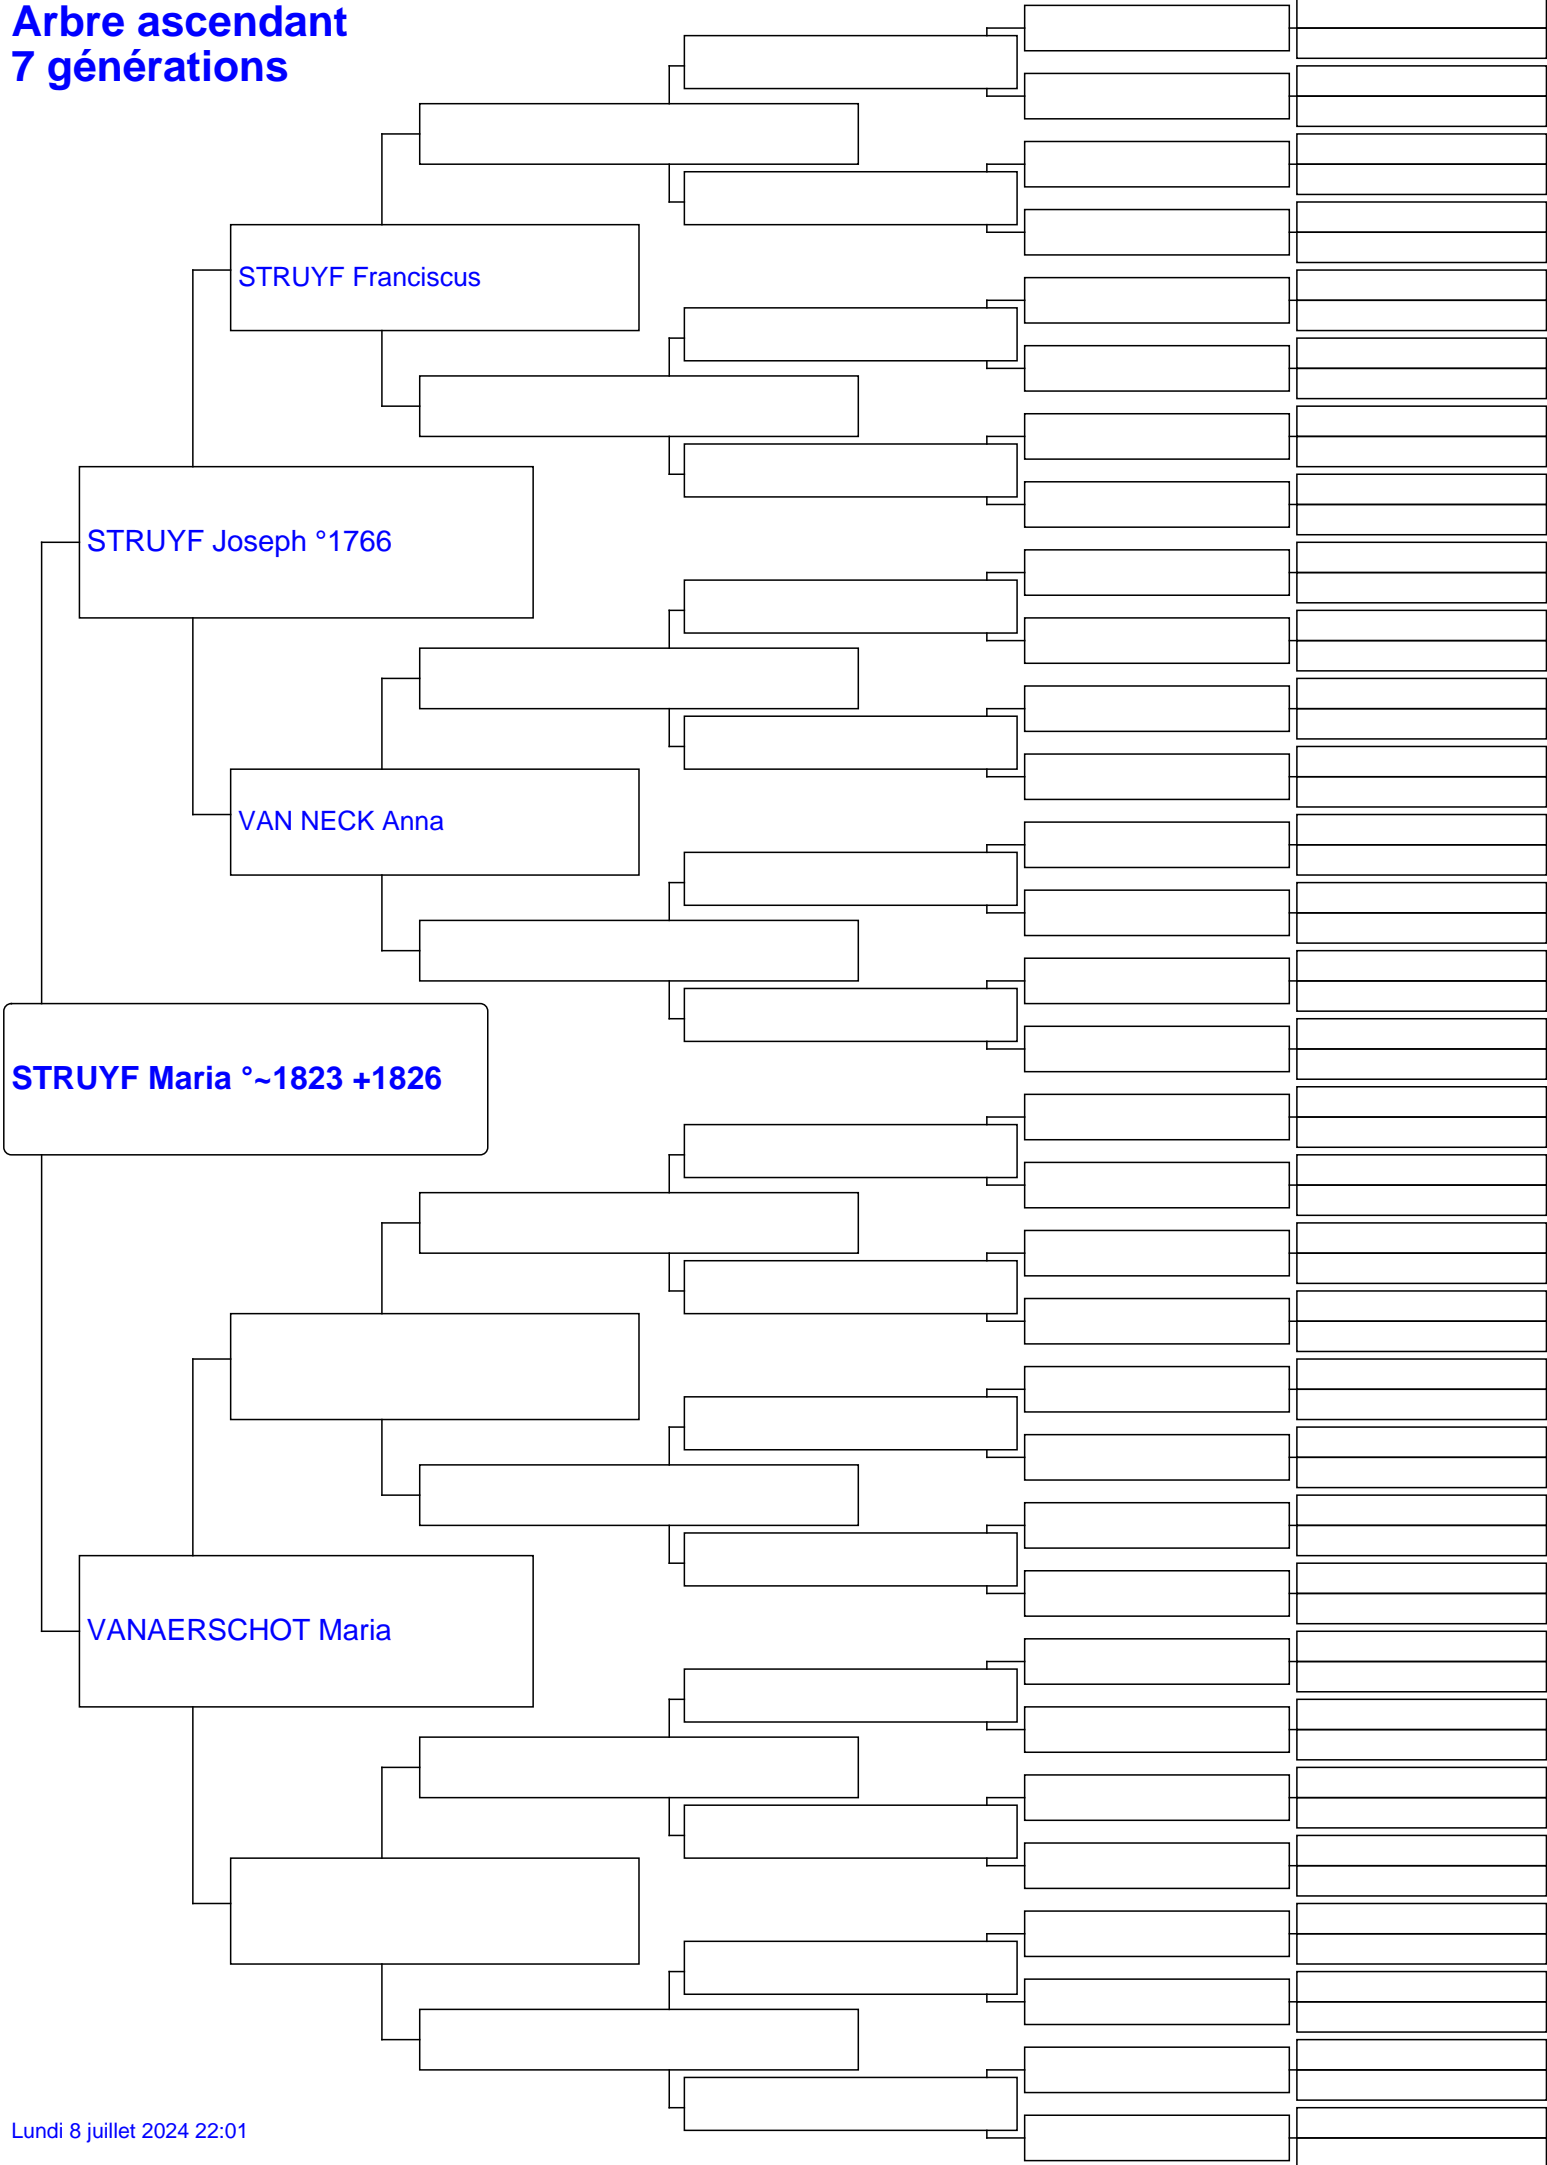 Arbre ascendant
7 générations
STRUYF Franciscus
STRUYF Joseph °1766
VAN NECK Anna
STRUYF Maria °~1823 +1826
VANAERSCHOT Maria
Lundi 8 juillet 2024 22:01